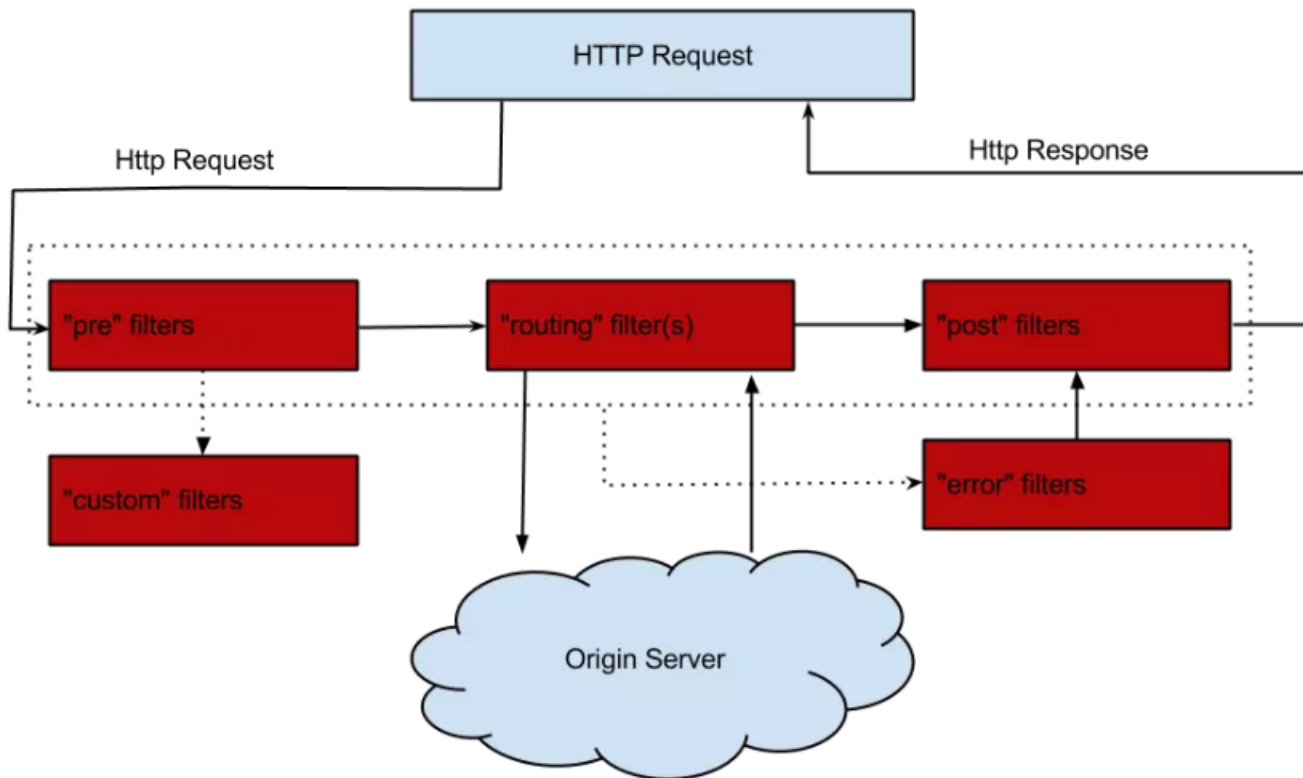 HTTP Request
Http Request
Http Response
"pre" filters
"routing" filter(s)
"post" filters
"custom" filters
"error" filters
Origin Server